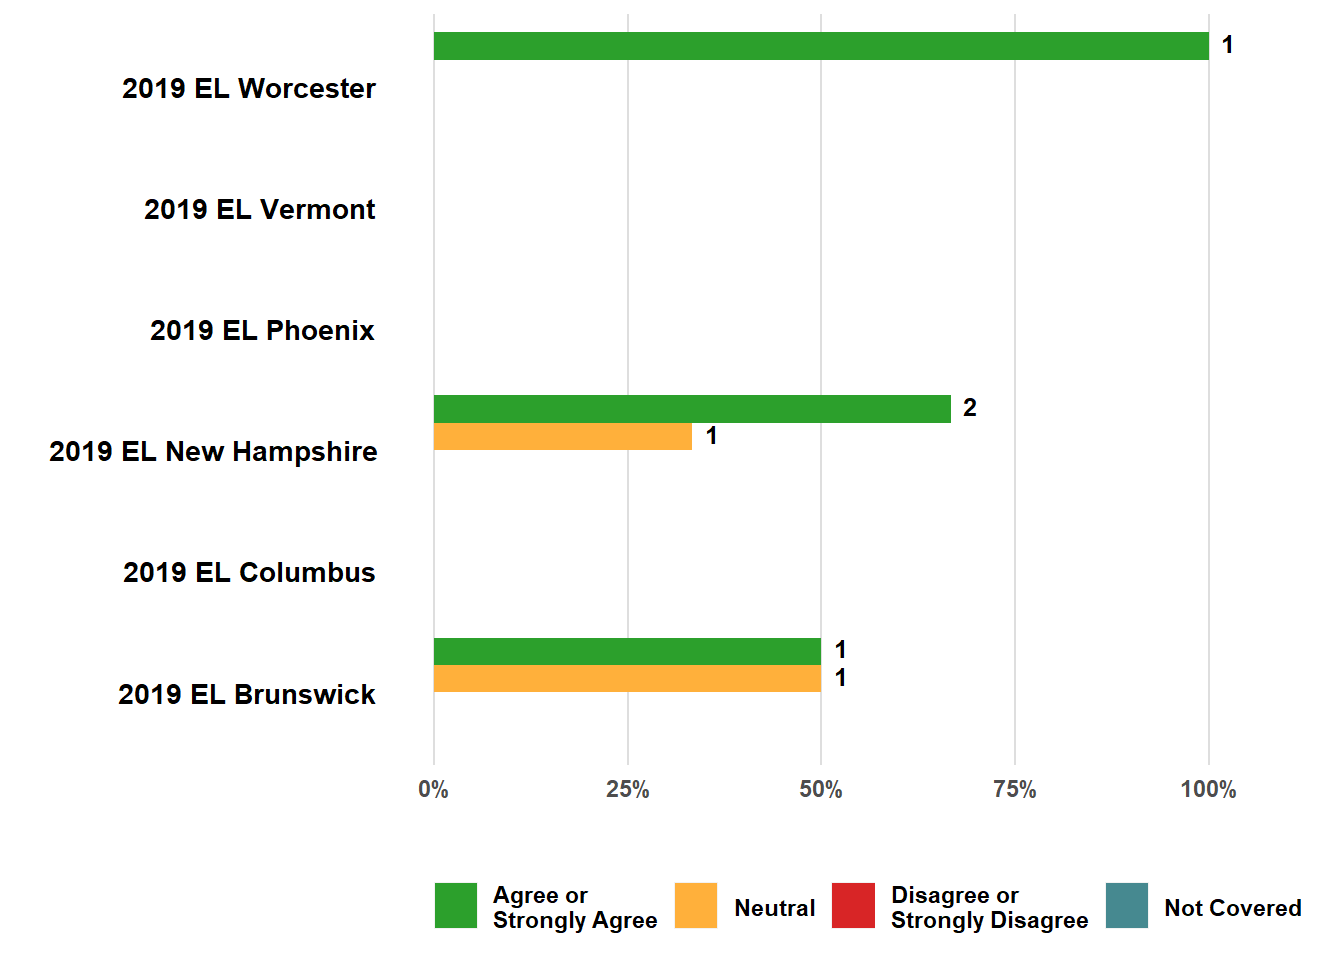 1
2019 EL Worcester
2019 EL Vermont
2019 EL Phoenix
2
1
2019 EL New Hampshire
2019 EL Columbus
1
1
2019 EL Brunswick
0% 25% 50% 75% 100%
Agree or
Strongly Agree
Neutral
Disagree or
Strongly Disagree
Not Covered